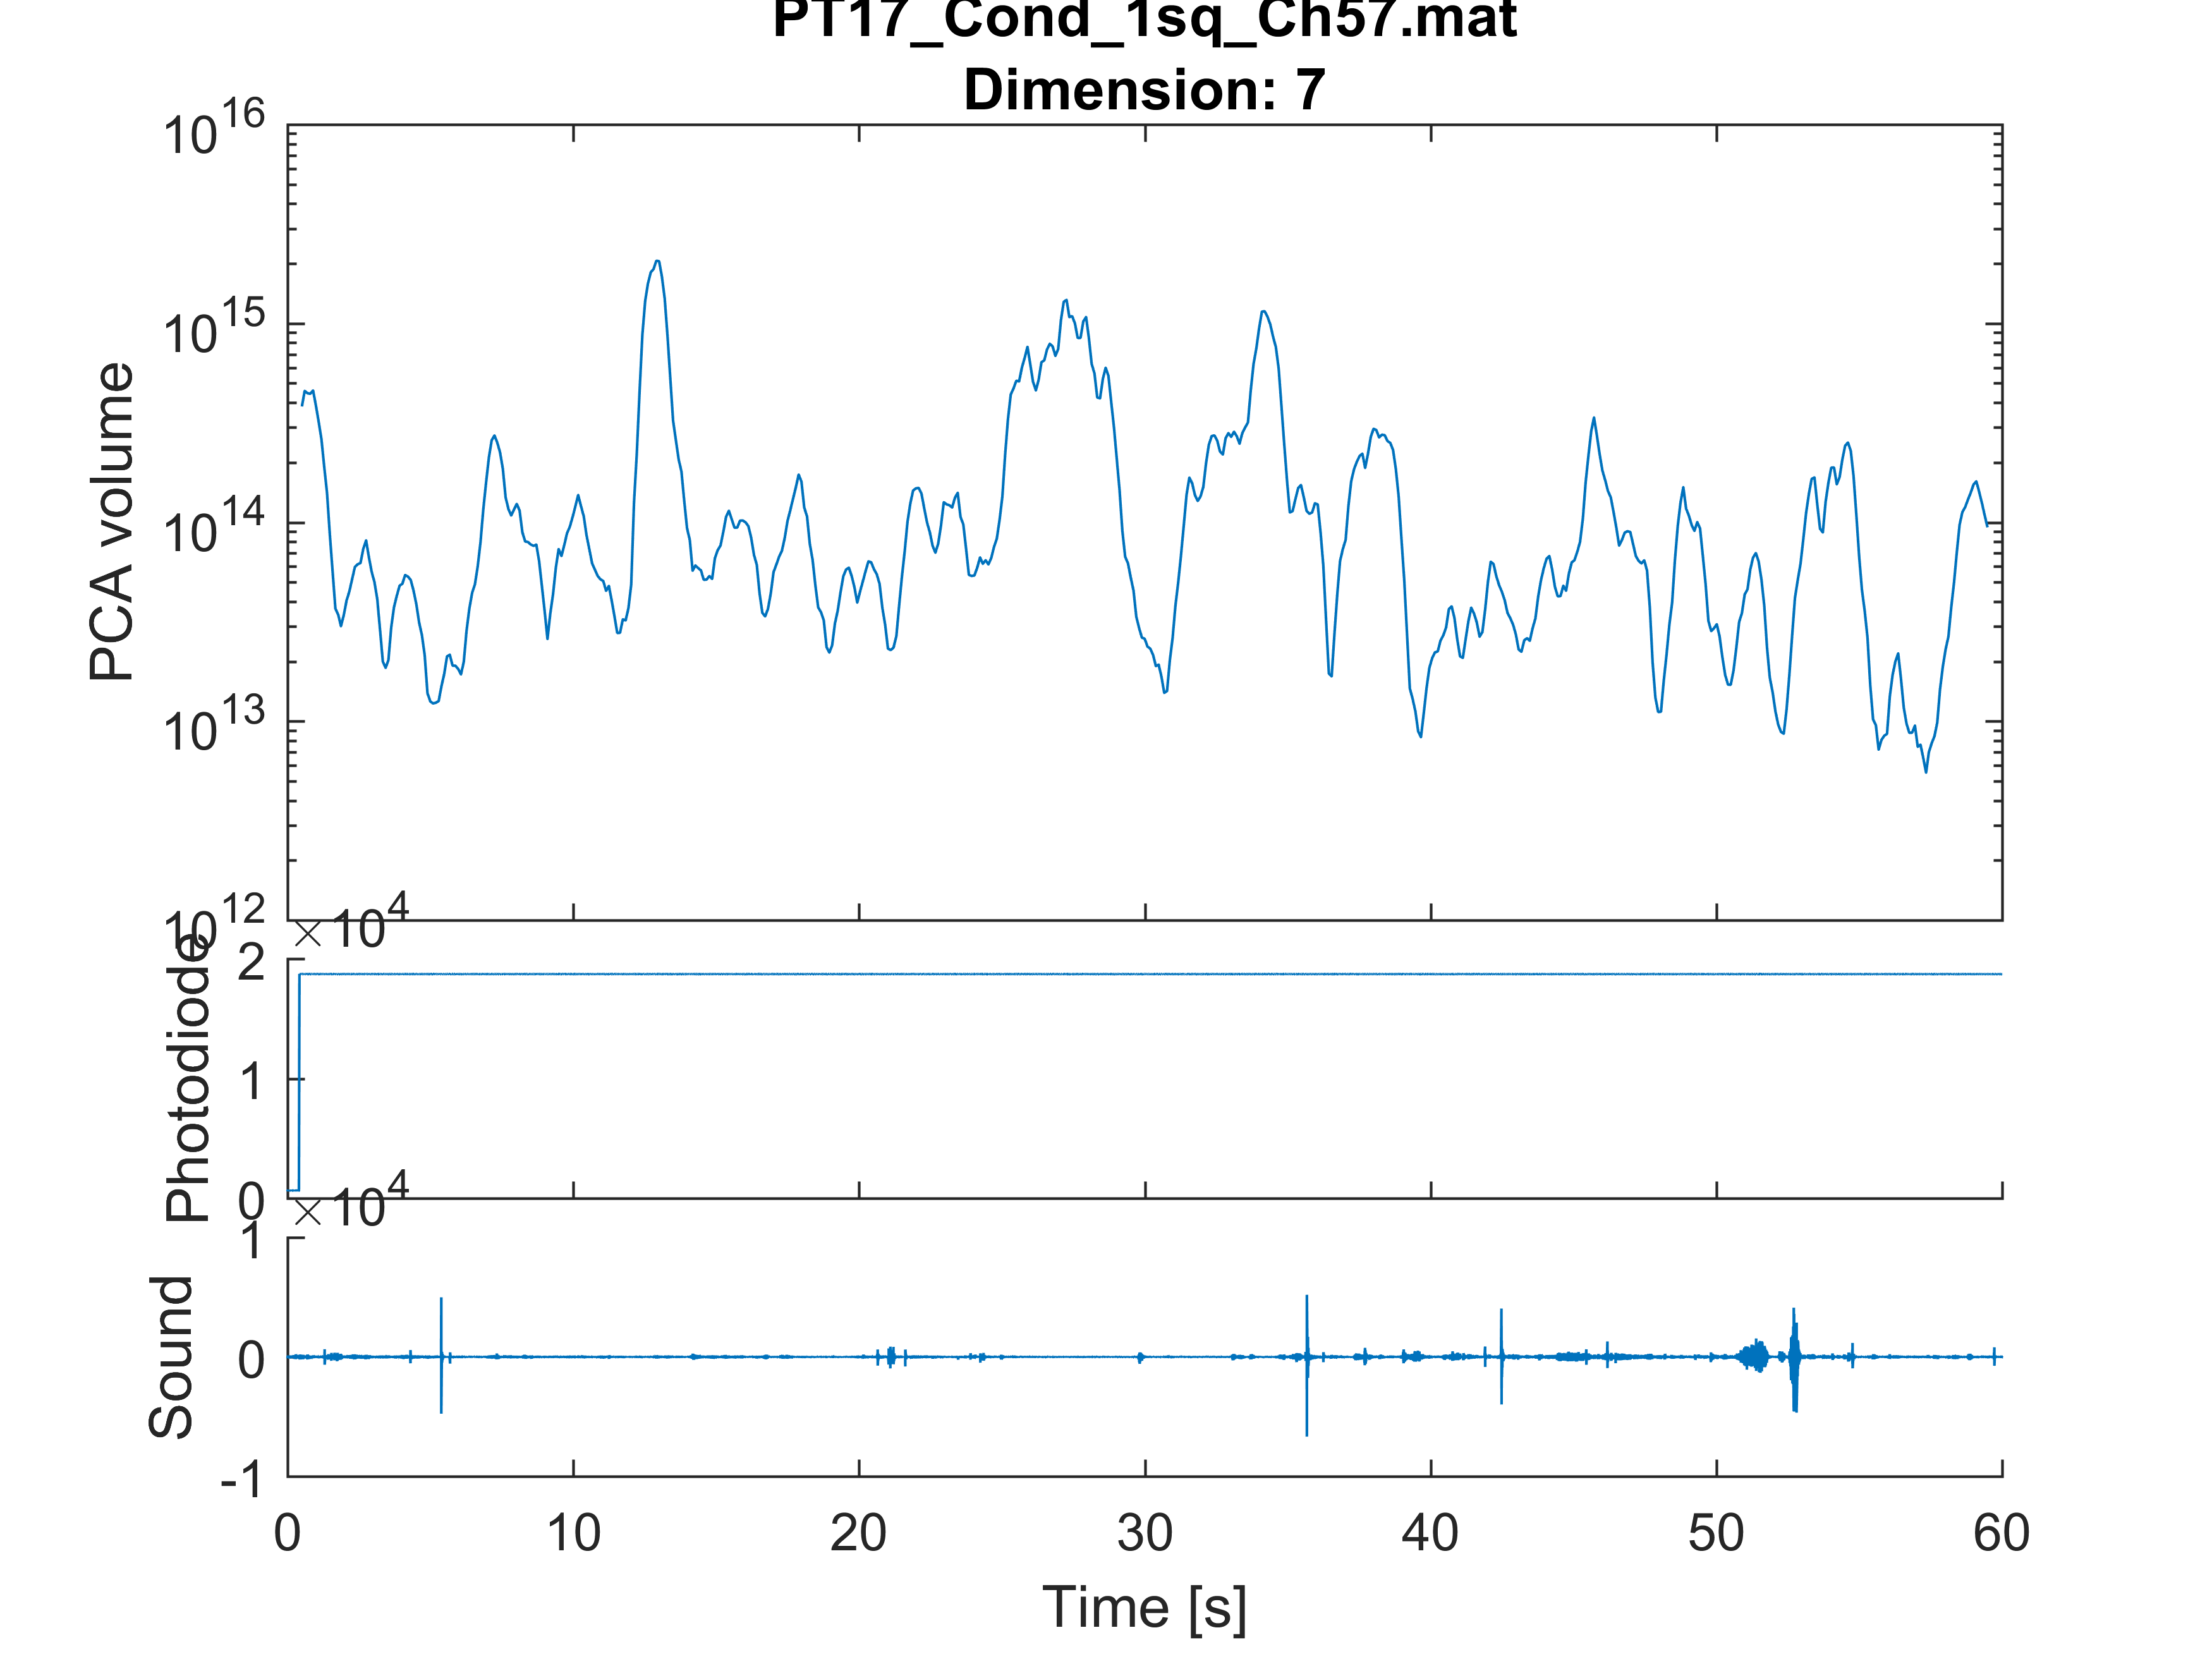 PT17_Cond_1sq_Ch57.mat
Dimension: 7
10^16
10^15
10^14
10^13
10^12
PCA volume
× 10^4
2
1
0
Photodiode
× 10^4
1
0
-1
Sound
0 10 20 30 40 50 60
Time [s]